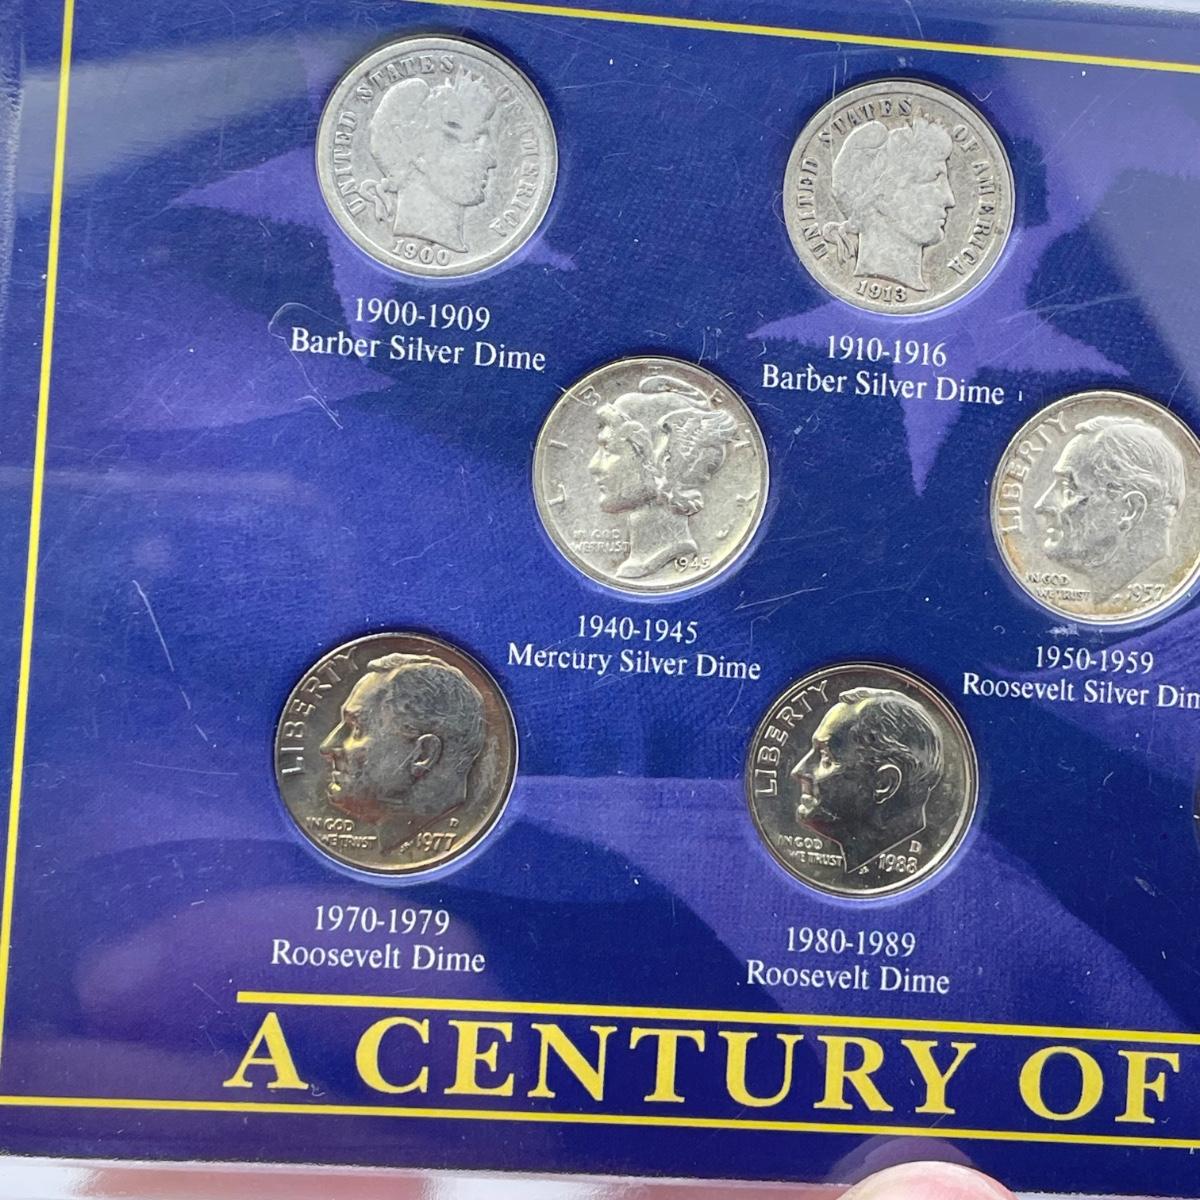 UNITED STATES OF AMERICA
1900
1900-1909
Barber Silver Dime
UNITED STATES OF AMERICA
1913
1910-1916
Barber Silver Dime
LIBERTY
IN GOD
WE TRUST
1945
1940-1945
Mercury Silver Dime
LIBERTY
IN GOD
WE TRUST
1957
1950-1959
Roosevelt Silver Dim
LIBERTY
IN GOD
WE TRUST
D
1977
1970-1979
Roosevelt Dime
LIBERTY
IN GOD
WE TRUST
D
1988
1980-1989
Roosevelt Dime
A CENTURY OF